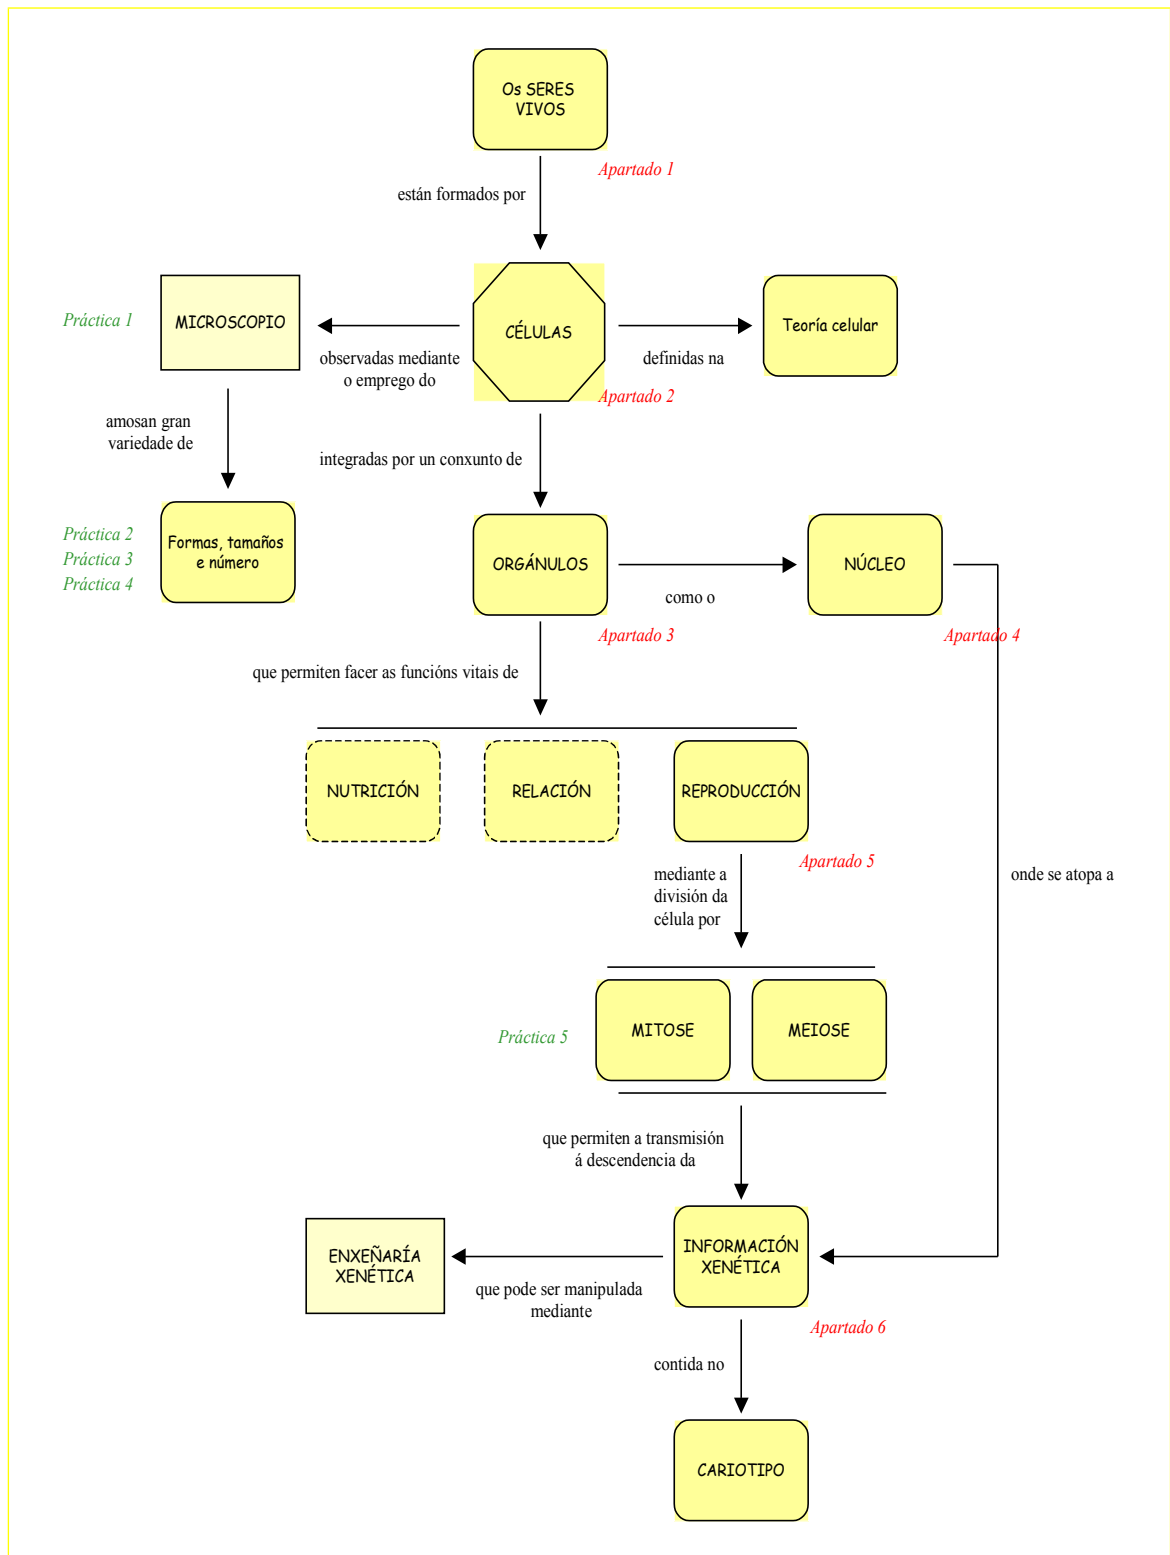 Os SERES
VIVOS
Apartado 1
están formados por
Práctica 1
MICROSCOPIO
CÉLULAS
Teoría celular
observadas mediante
o emprego do
definidas na
Apartado 2
amosan gran
variedade de
integradas por un conxunto de
Práctica 2
Práctica 3
Práctica 4
Formas, tamaños
e número
ORGÁNULOS
como o
NÚCLEO
Apartado 3
Apartado 4
que permiten facer as funcións vitais de
NUTRICIÓN
RELACIÓN
REPRODUCCIÓN
Apartado 5
mediante a
división da
célula por
onde se atopa a
Práctica 5
MITOSE
MEIOSE
que permiten a transmisión
á descendencia da
ENXEÑARÍA
XENÉTICA
INFORMACIÓN
XENÉTICA
que pode ser manipulada
mediante
Apartado 6
contida no
CARIOTIPO